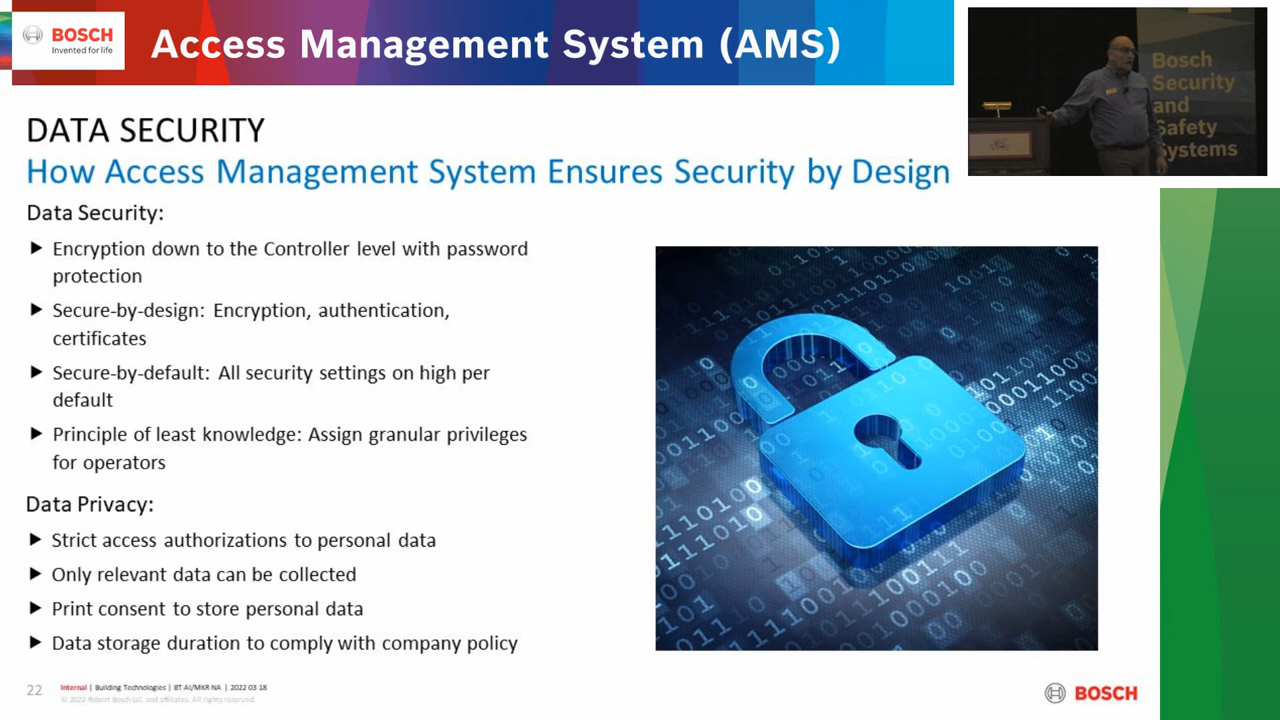 BOSCH
Invented for life
Access Management System (AMS)
Bosch
Security
and
Safety
Systems
DATA SECURITY
How Access Management System Ensures Security by Design
Data Security:
Encryption down to the Controller level with password
protection
Secure-by-design: Encryption, authentication,
certificates
Secure-by-default: All security settings on high per
default
Principle of least knowledge: Assign granular privileges
for operators
Data Privacy:
Strict access authorizations to personal data
Only relevant data can be collected
Print consent to store personal data
Data storage duration to comply with company policy
22
Internal | Building Technologies | BT AI/MKR-NA | 2022-03-18
© 2022 Robert Bosch LLC and affiliates. All rights reserved.
BOSCH